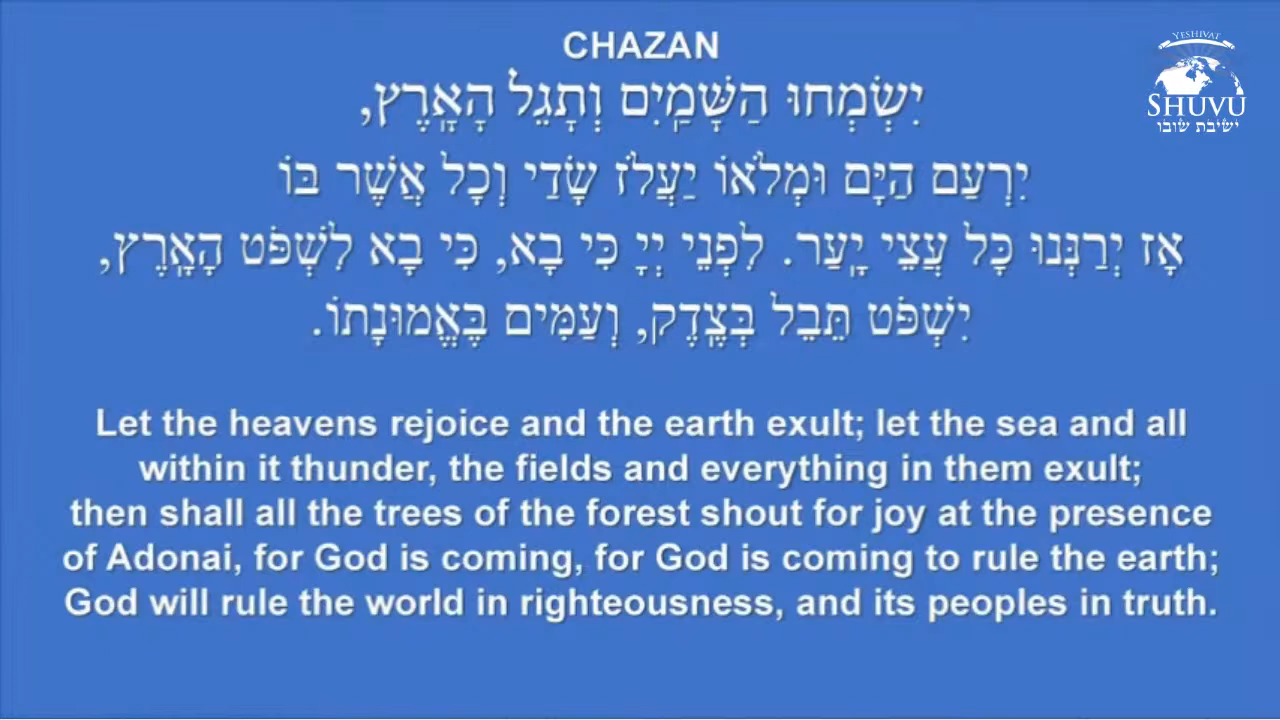 CHAZAN
יִשְׂמְחוּ הַשָּׁמַֽיִם וְתָגֵל הָאָֽרֶץ,
יִרְעַם הַיָּם וּמְלֹאוֹ יַעֲלֹז שָׂדַי וְכָל אֲשֶׁר בּוֹ
אָז יְרַנְּנוּ כָּל עֲצֵי יָֽעַר. לִפְנֵי יְיָ כִּי בָא, כִּי בָא לִשְׁפֹּט הָאָֽרֶץ,
יִשְׁפֹּט תֵּבֵל בְּצֶֽדֶק, וְעַמִּים בֶּאֱמוּנָתוֹ.
Let the heavens rejoice and the earth exult; let the sea and all
within it thunder, the fields and everything in them exult;
then shall all the trees of the forest shout for joy at the presence
of Adonai, for God is coming, for God is coming to rule the earth;
God will rule the world in righteousness, and its peoples in truth.
YESHIVAT
SHUVU
ישיבת שובו